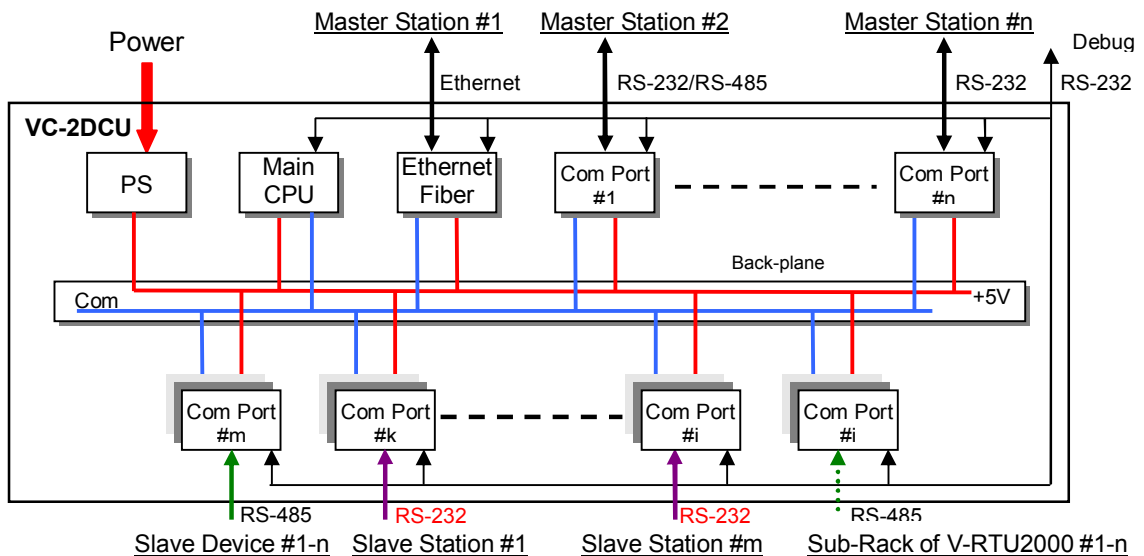 Master Station #1
Master Station #2
Master Station #n
Power
Debug
Ethernet
RS-232/RS-485
RS-232
RS-232
VC-2DCU
PS
Main
CPU
Ethernet
Fiber
Com Port
#1
Com Port
#n
Back-plane
Com
+5V
Com Port
#m
Com Port
#k
Com Port
#i
Com Port
#i
RS-485
RS-232
RS-232
RS-485
Slave Device #1-n
Slave Station #1
Slave Station #m
Sub-Rack of V-RTU2000 #1-n